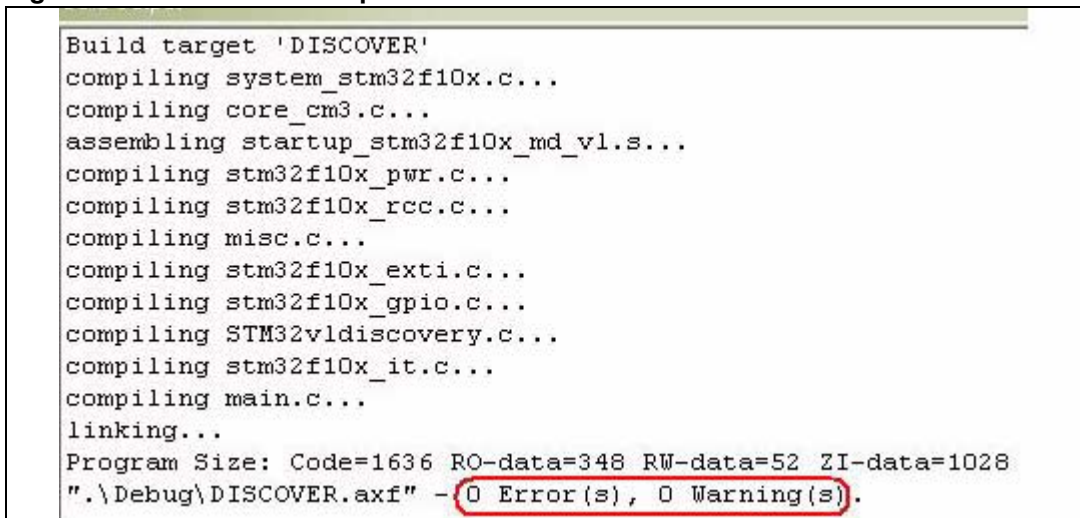 Build target 'DISCOVER'
compiling system_stm32f10x.c...
compiling core_cm3.c...
assembling startup_stm32f10x_md_vl.s...
compiling stm32f10x_pwr.c...
compiling stm32f10x_rcc.c...
compiling misc.c...
compiling stm32f10x_exti.c...
compiling stm32f10x_gpio.c...
compiling STM32vldiscovery.c...
compiling stm32f10x_it.c...
compiling main.c...
linking...
Program Size: Code=1636 RO-data=348 RW-data=52 ZI-data=1028
".\Debug\DISCOVER.axf" - 0 Error(s), 0 Warning(s).